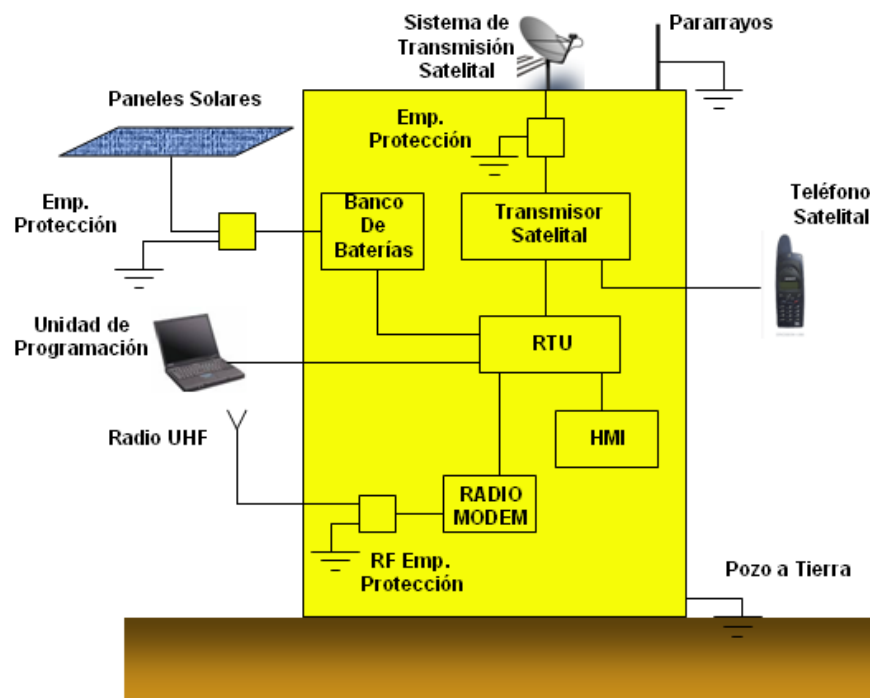 Sistema de
Transmisión
Satelital
Pararrayos
Paneles Solares
Emp.
Protección
Emp.
Protección
Banco
De
Baterías
Transmisor
Satelital
Teléfono
Satelital
Unidad de
Programación
RTU
Radio UHF
HMI
RADIO
MODEM
RF Emp.
Protección
Pozo a Tierra